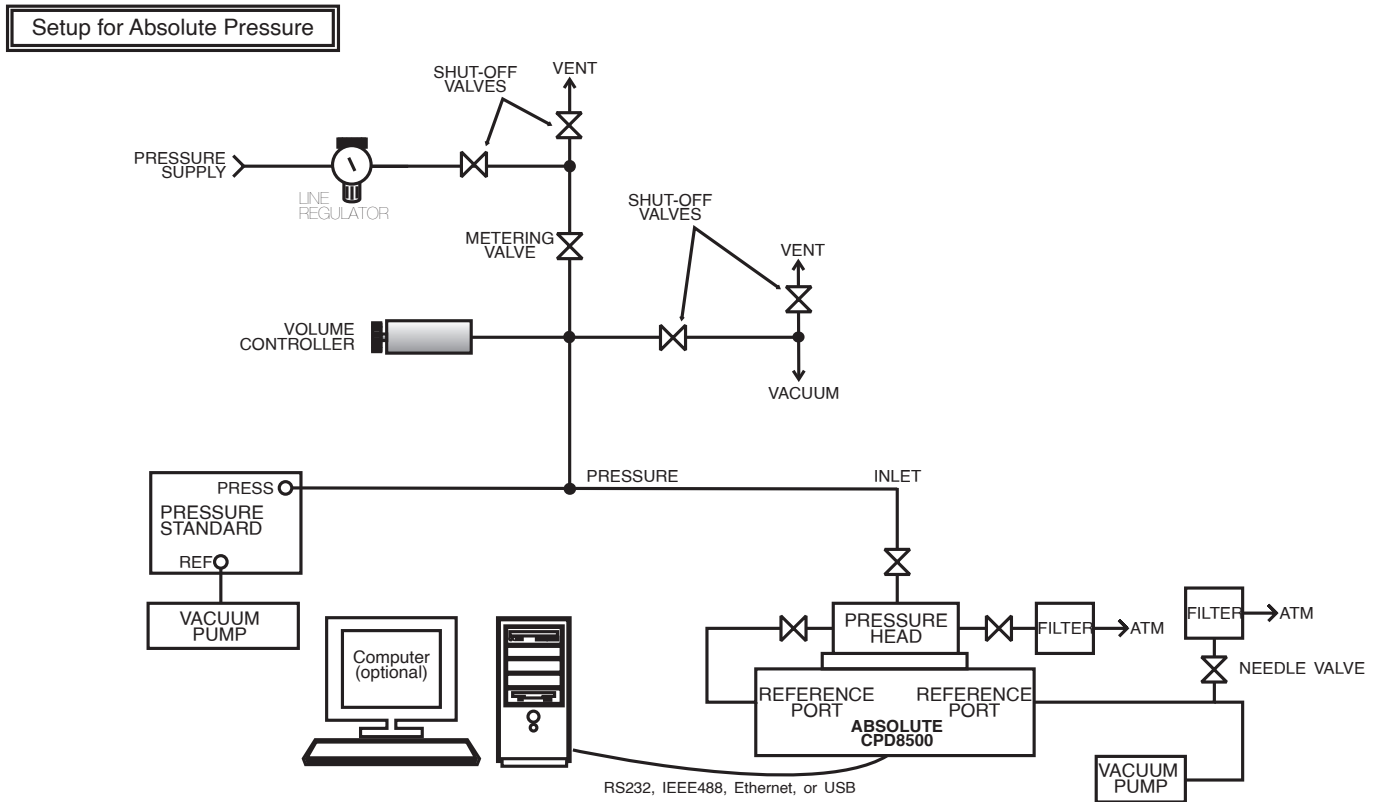 Setup for Absolute Pressure
SHUT-OFF
VALVES
VENT
PRESSURE
SUPPLY
LINE
REGULATOR
SHUT-OFF
VALVES
METERING
VALVE
VENT
VOLUME
CONTROLLER
VACUUM
PRESSURE
INLET
PRESS
PRESSURE
STANDARD
REF
VACUUM
PUMP
Computer
(optional)
PRESSURE
HEAD
FILTER
ATM
FILTER
ATM
NEEDLE VALVE
REFERENCE
PORT
REFERENCE
PORT
ABSOLUTE
CPD8500
VACUUM
PUMP
RS232, IEEE488, Ethernet, or USB